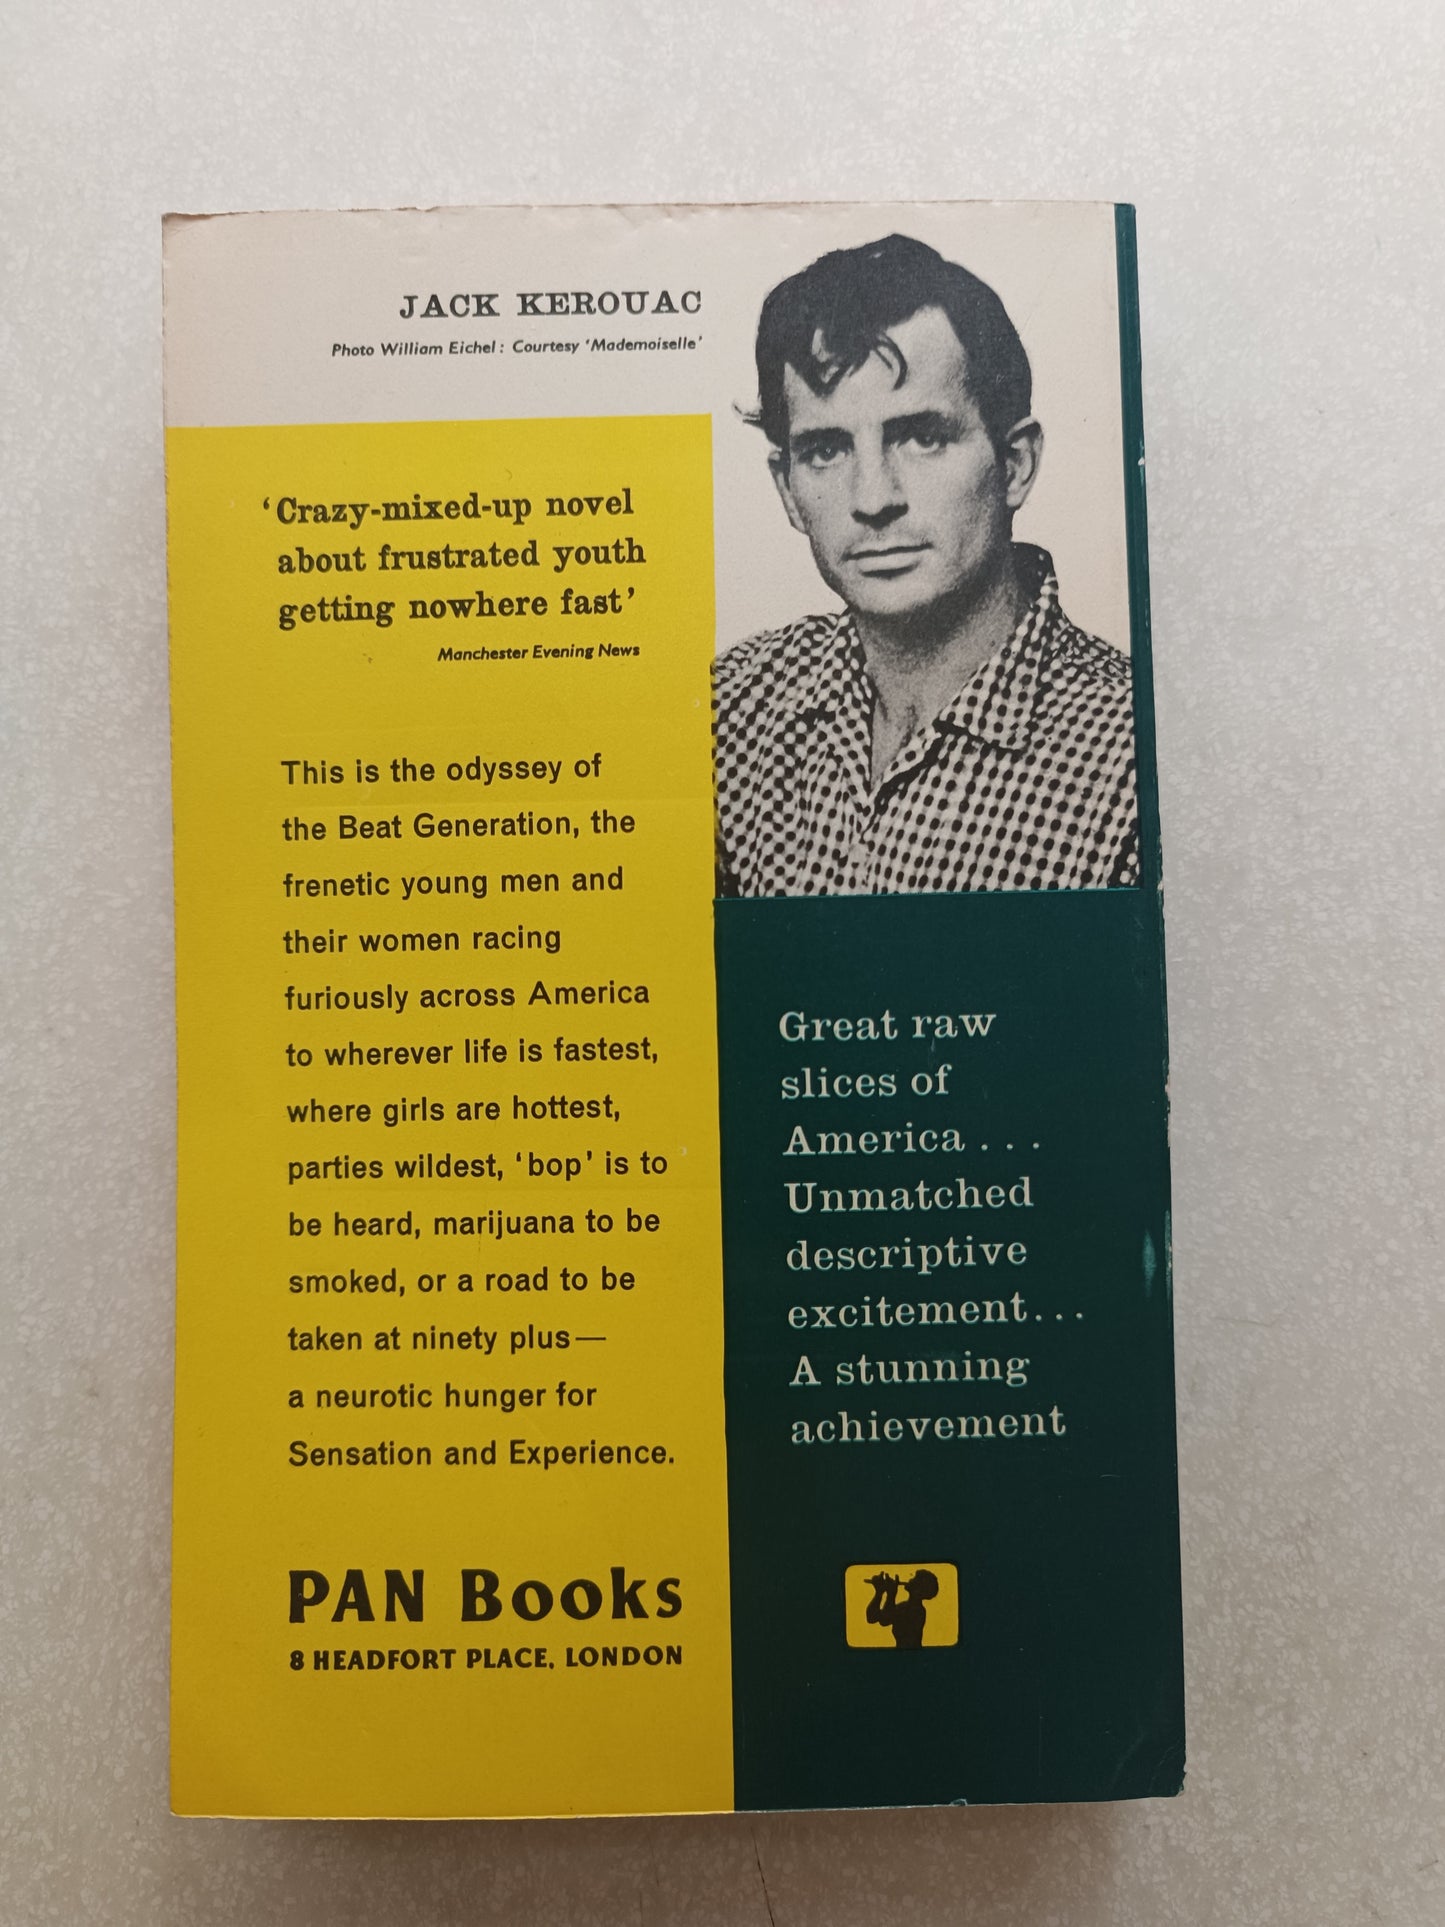 JACK KEROUAC
Photo William Eichel: Courtesy 'Mademoiselle'
'Crazy-mixed-up novel
about frustrated youth
getting nowhere fast'
Manchester Evening News
This is the odyssey of
the Beat Generation, the
frenetic young men and
their women racing
furiously across America
to wherever life is fastest,
where girls are hottest,
parties wildest, 'bop' is to
be heard, marijuana to be
smoked, or a road to be
taken at ninety plus—
a neurotic hunger for
Sensation and Experience.
PAN Books
8 HEADFORT PLACE, LONDON
Great raw
slices of
America . . .
Unmatched
descriptive
excitement . . .
A stunning
achievement